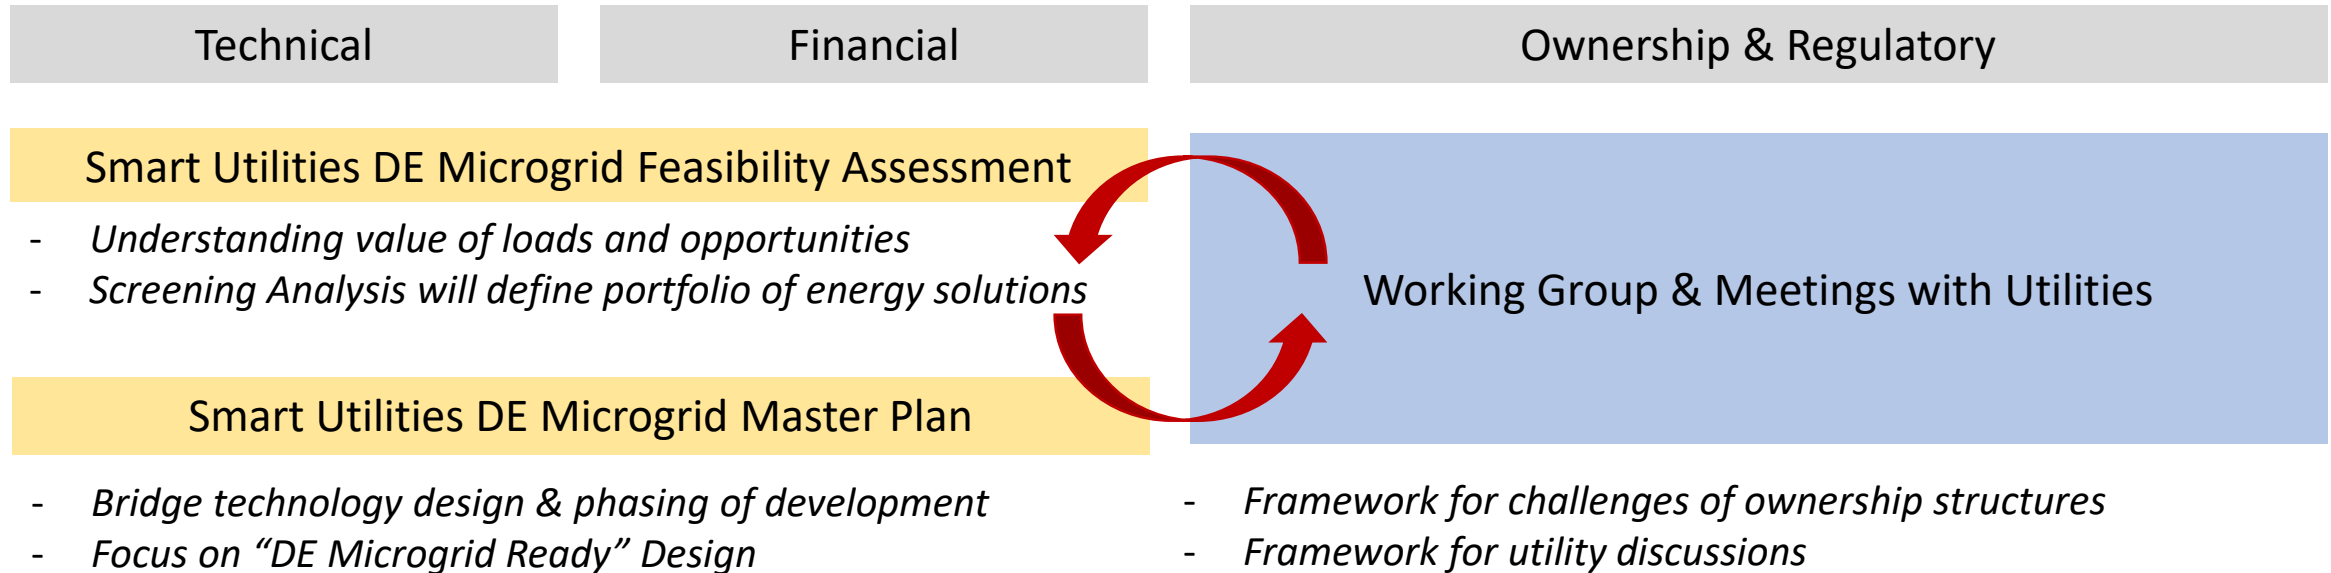 Technical
Financial
Ownership & Regulatory
Smart Utilities DE Microgrid Feasibility Assessment
- Understanding value of loads and opportunities
- Screening Analysis will define portfolio of energy solutions
Working Group & Meetings with Utilities
Smart Utilities DE Microgrid Master Plan
- Bridge technology design & phasing of development
- Focus on “DE Microgrid Ready” Design
- Framework for challenges of ownership structures
- Framework for utility discussions